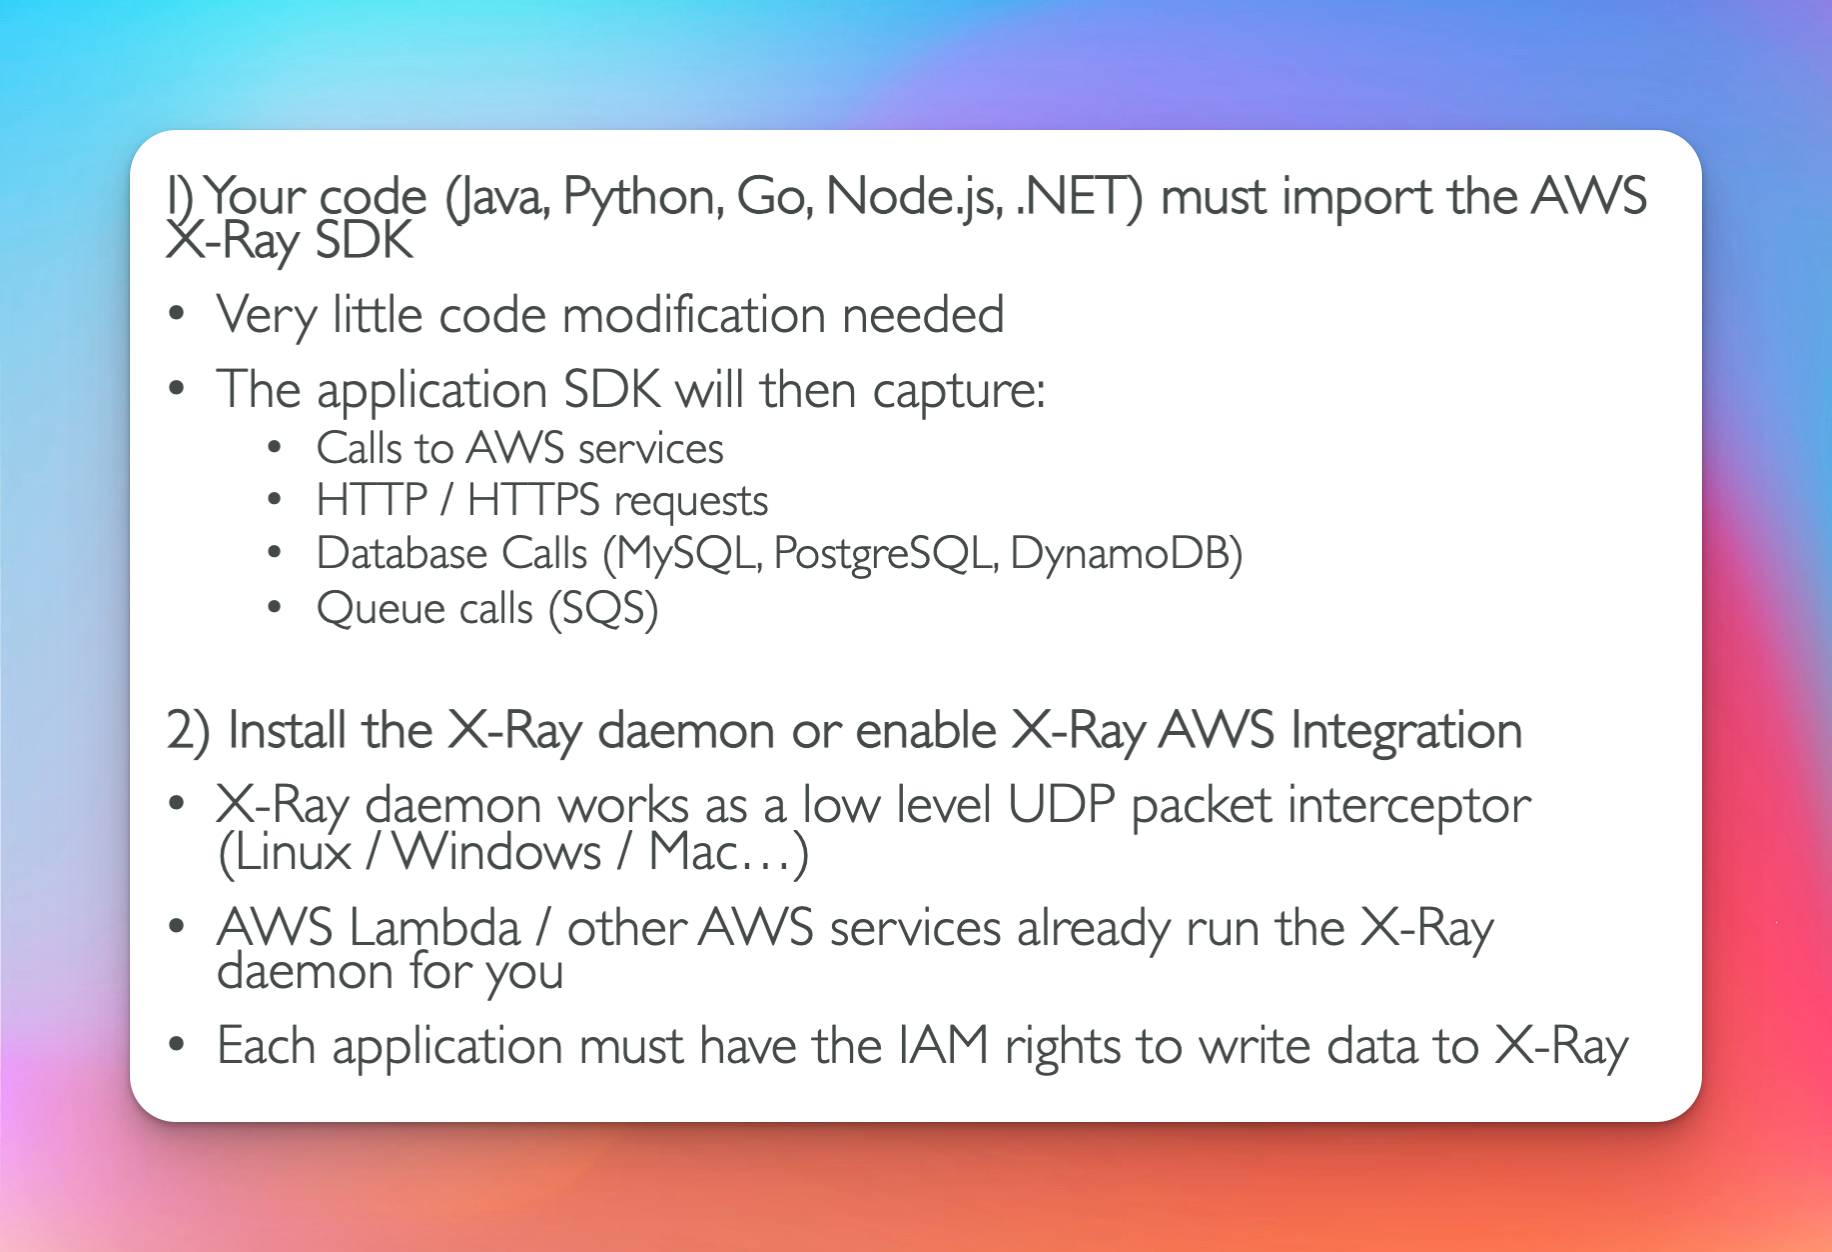 1) Your code (Java, Python, Go, Node.js, .NET) must import the AWS
X-Ray SDK
• Very little code modification needed
• The application SDK will then capture:
• Calls to AWS services
• HTTP / HTTPS requests
• Database Calls (MySQL, PostgreSQL, DynamoDB)
• Queue calls (SQS)
2) Install the X-Ray daemon or enable X-Ray AWS Integration
• X-Ray daemon works as a low level UDP packet interceptor
(Linux / Windows / Mac…)
• AWS Lambda / other AWS services already run the X-Ray
daemon for you
• Each application must have the IAM rights to write data to X-Ray